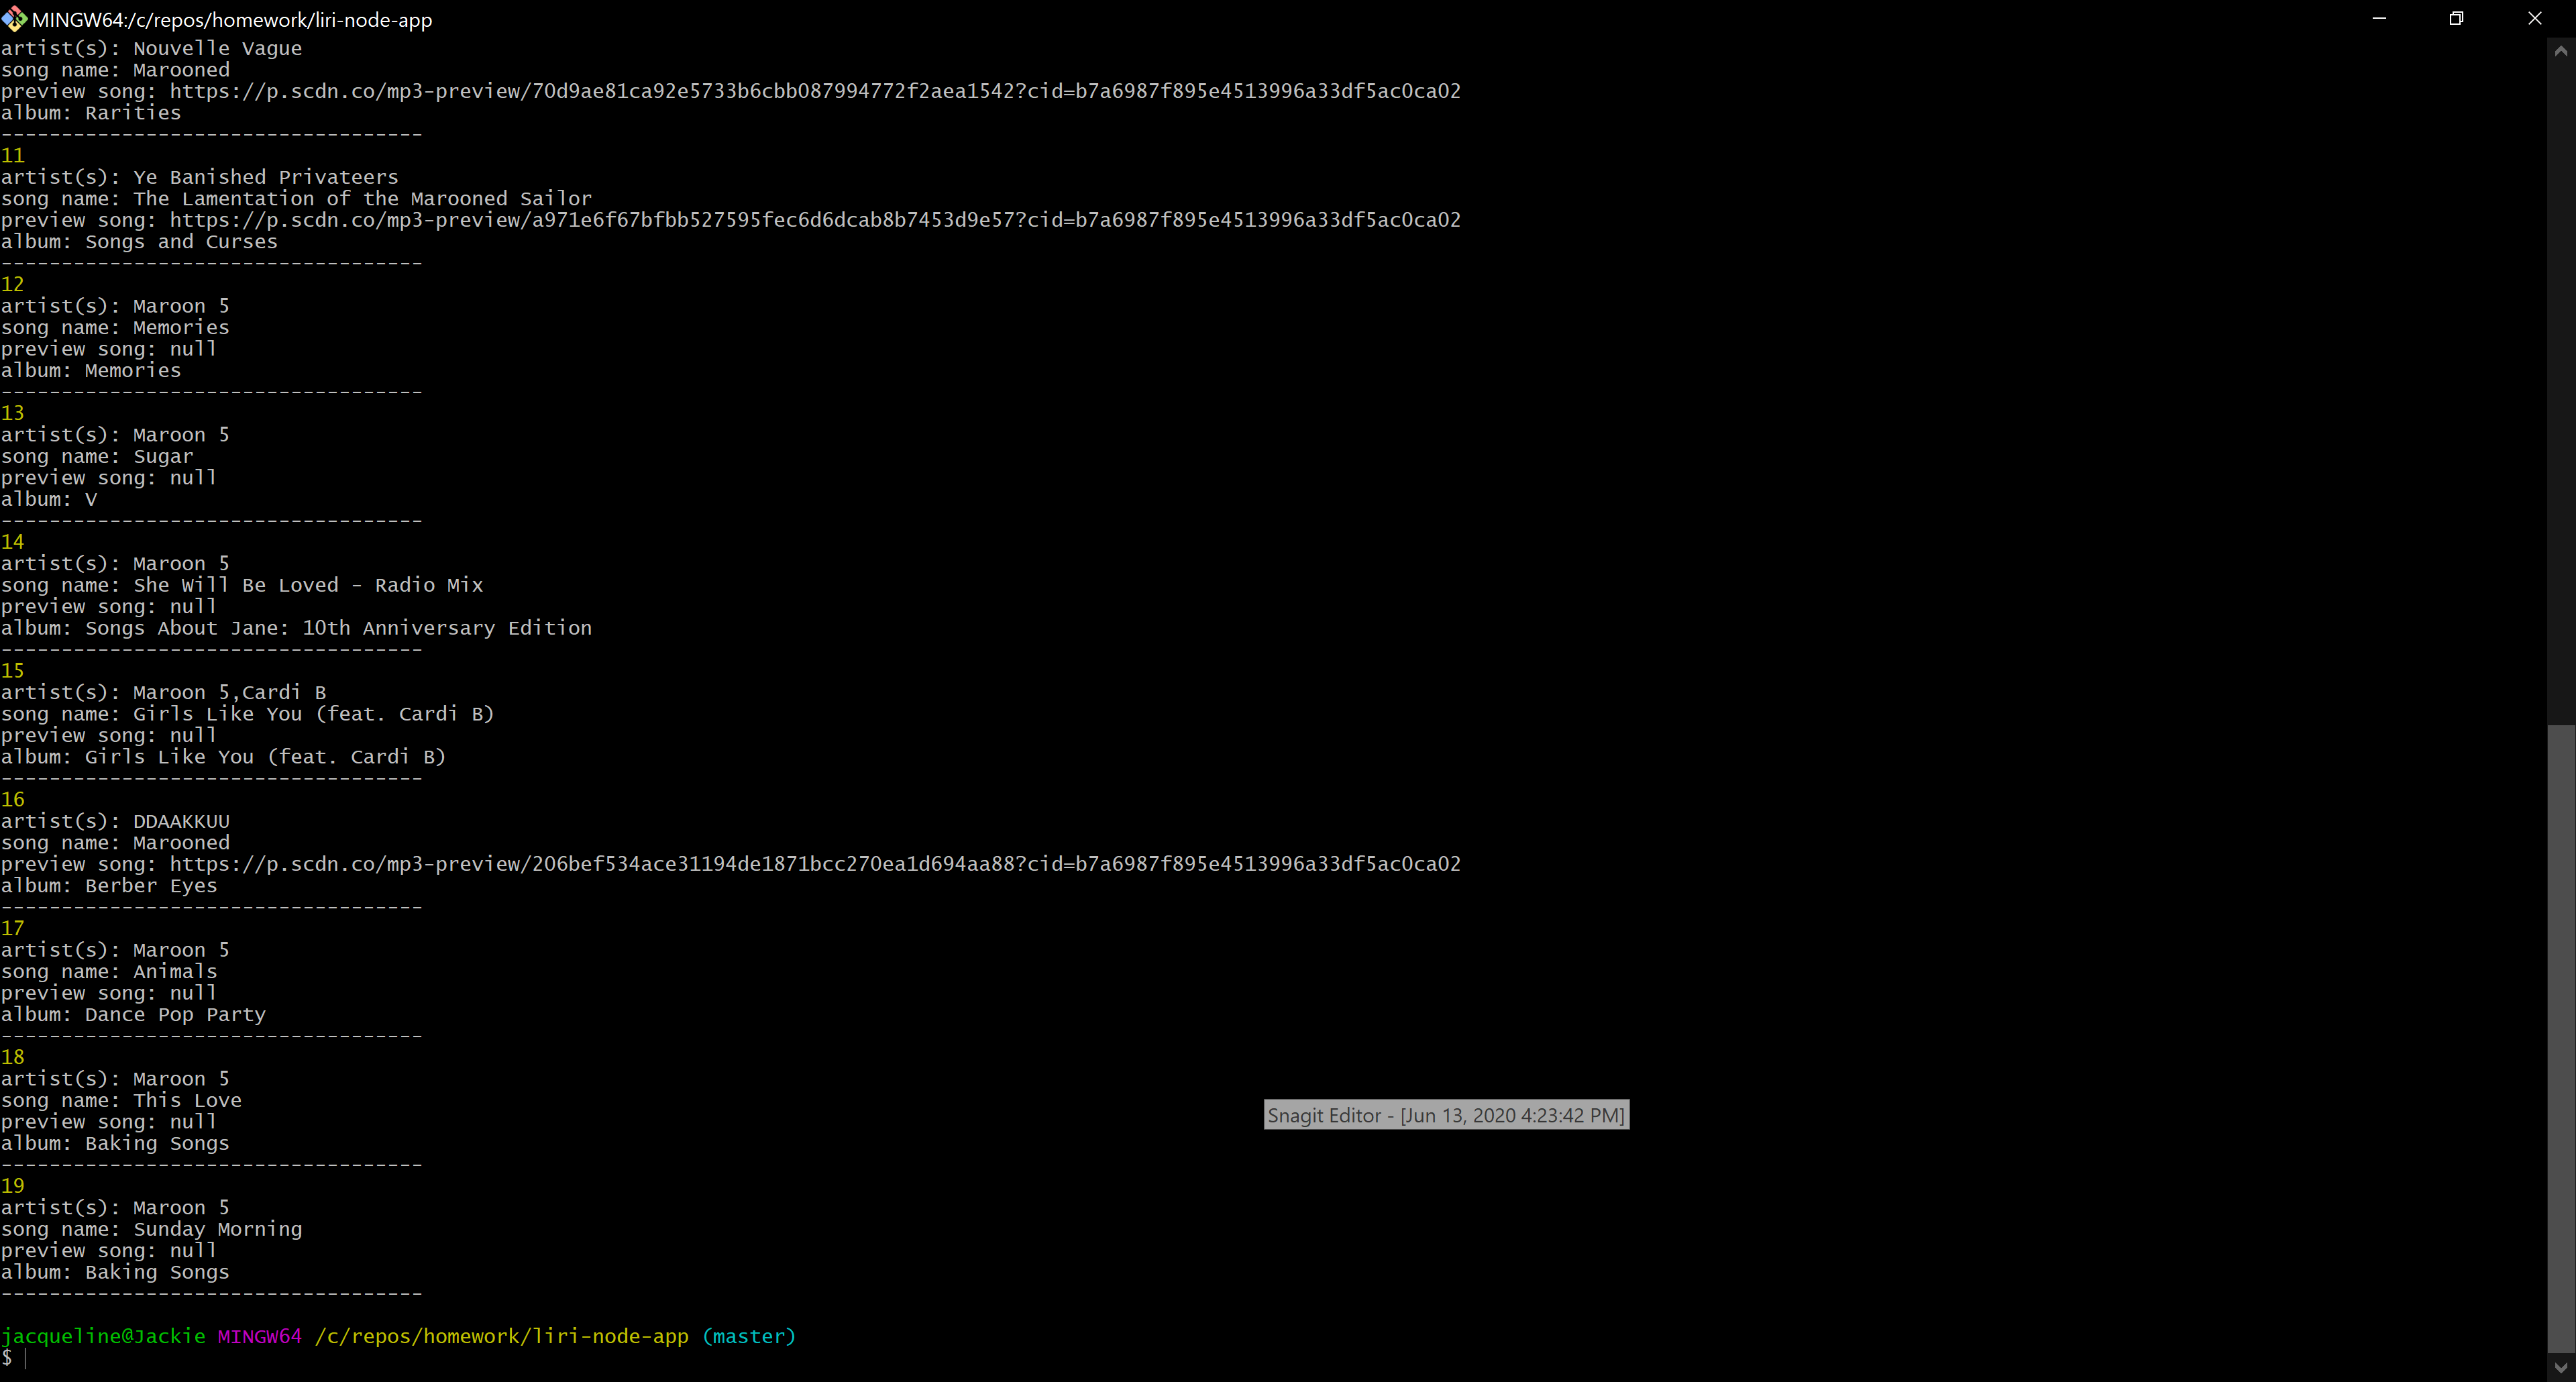 MINGW64:/c/repos/homework/liri-node-app
artist(s): Nouvelle Vague
song name: Marooned
preview song: https://p.scdn.co/mp3-preview/70d9ae81ca92e5733b6cbb087994772f2aea1542?cid=b7a6987f895e4513996a33df5ac0ca02
album: Rarities
-----------------------------------
11
artist(s): Ye Banished Privateers
song name: The Lamentation of the Marooned Sailor
preview song: https://p.scdn.co/mp3-preview/a971e6f67bfbb527595fec6d6dcab8b7453d9e57?cid=b7a6987f895e4513996a33df5ac0ca02
album: Songs and Curses
-----------------------------------
12
artist(s): Maroon 5
song name: Memories
preview song: null
album: Memories
-----------------------------------
13
artist(s): Maroon 5
song name: Sugar
preview song: null
album: V
-----------------------------------
14
artist(s): Maroon 5
song name: She Will Be Loved - Radio Mix
preview song: null
album: Songs About Jane: 10th Anniversary Edition
-----------------------------------
15
artist(s): Maroon 5,Cardi B
song name: Girls Like You (feat. Cardi B)
preview song: null
album: Girls Like You (feat. Cardi B)
-----------------------------------
16
artist(s): DDAAKKUU
song name: Marooned
preview song: https://p.scdn.co/mp3-preview/206bef534ace31194de1871bcc270ea1d694aa88?cid=b7a6987f895e4513996a33df5ac0ca02
album: Berber Eyes
-----------------------------------
17
artist(s): Maroon 5
song name: Animals
preview song: null
album: Dance Pop Party
-----------------------------------
18
artist(s): Maroon 5
song name: This Love
preview song: null
album: Baking Songs
-----------------------------------
19
artist(s): Maroon 5
song name: Sunday Morning
preview song: null
album: Baking Songs
-----------------------------------
Snagit Editor - [Jun 13, 2020 4:23:42 PM]
jacqueline@Jackie MINGW64 /c/repos/homework/liri-node-app (master)
$